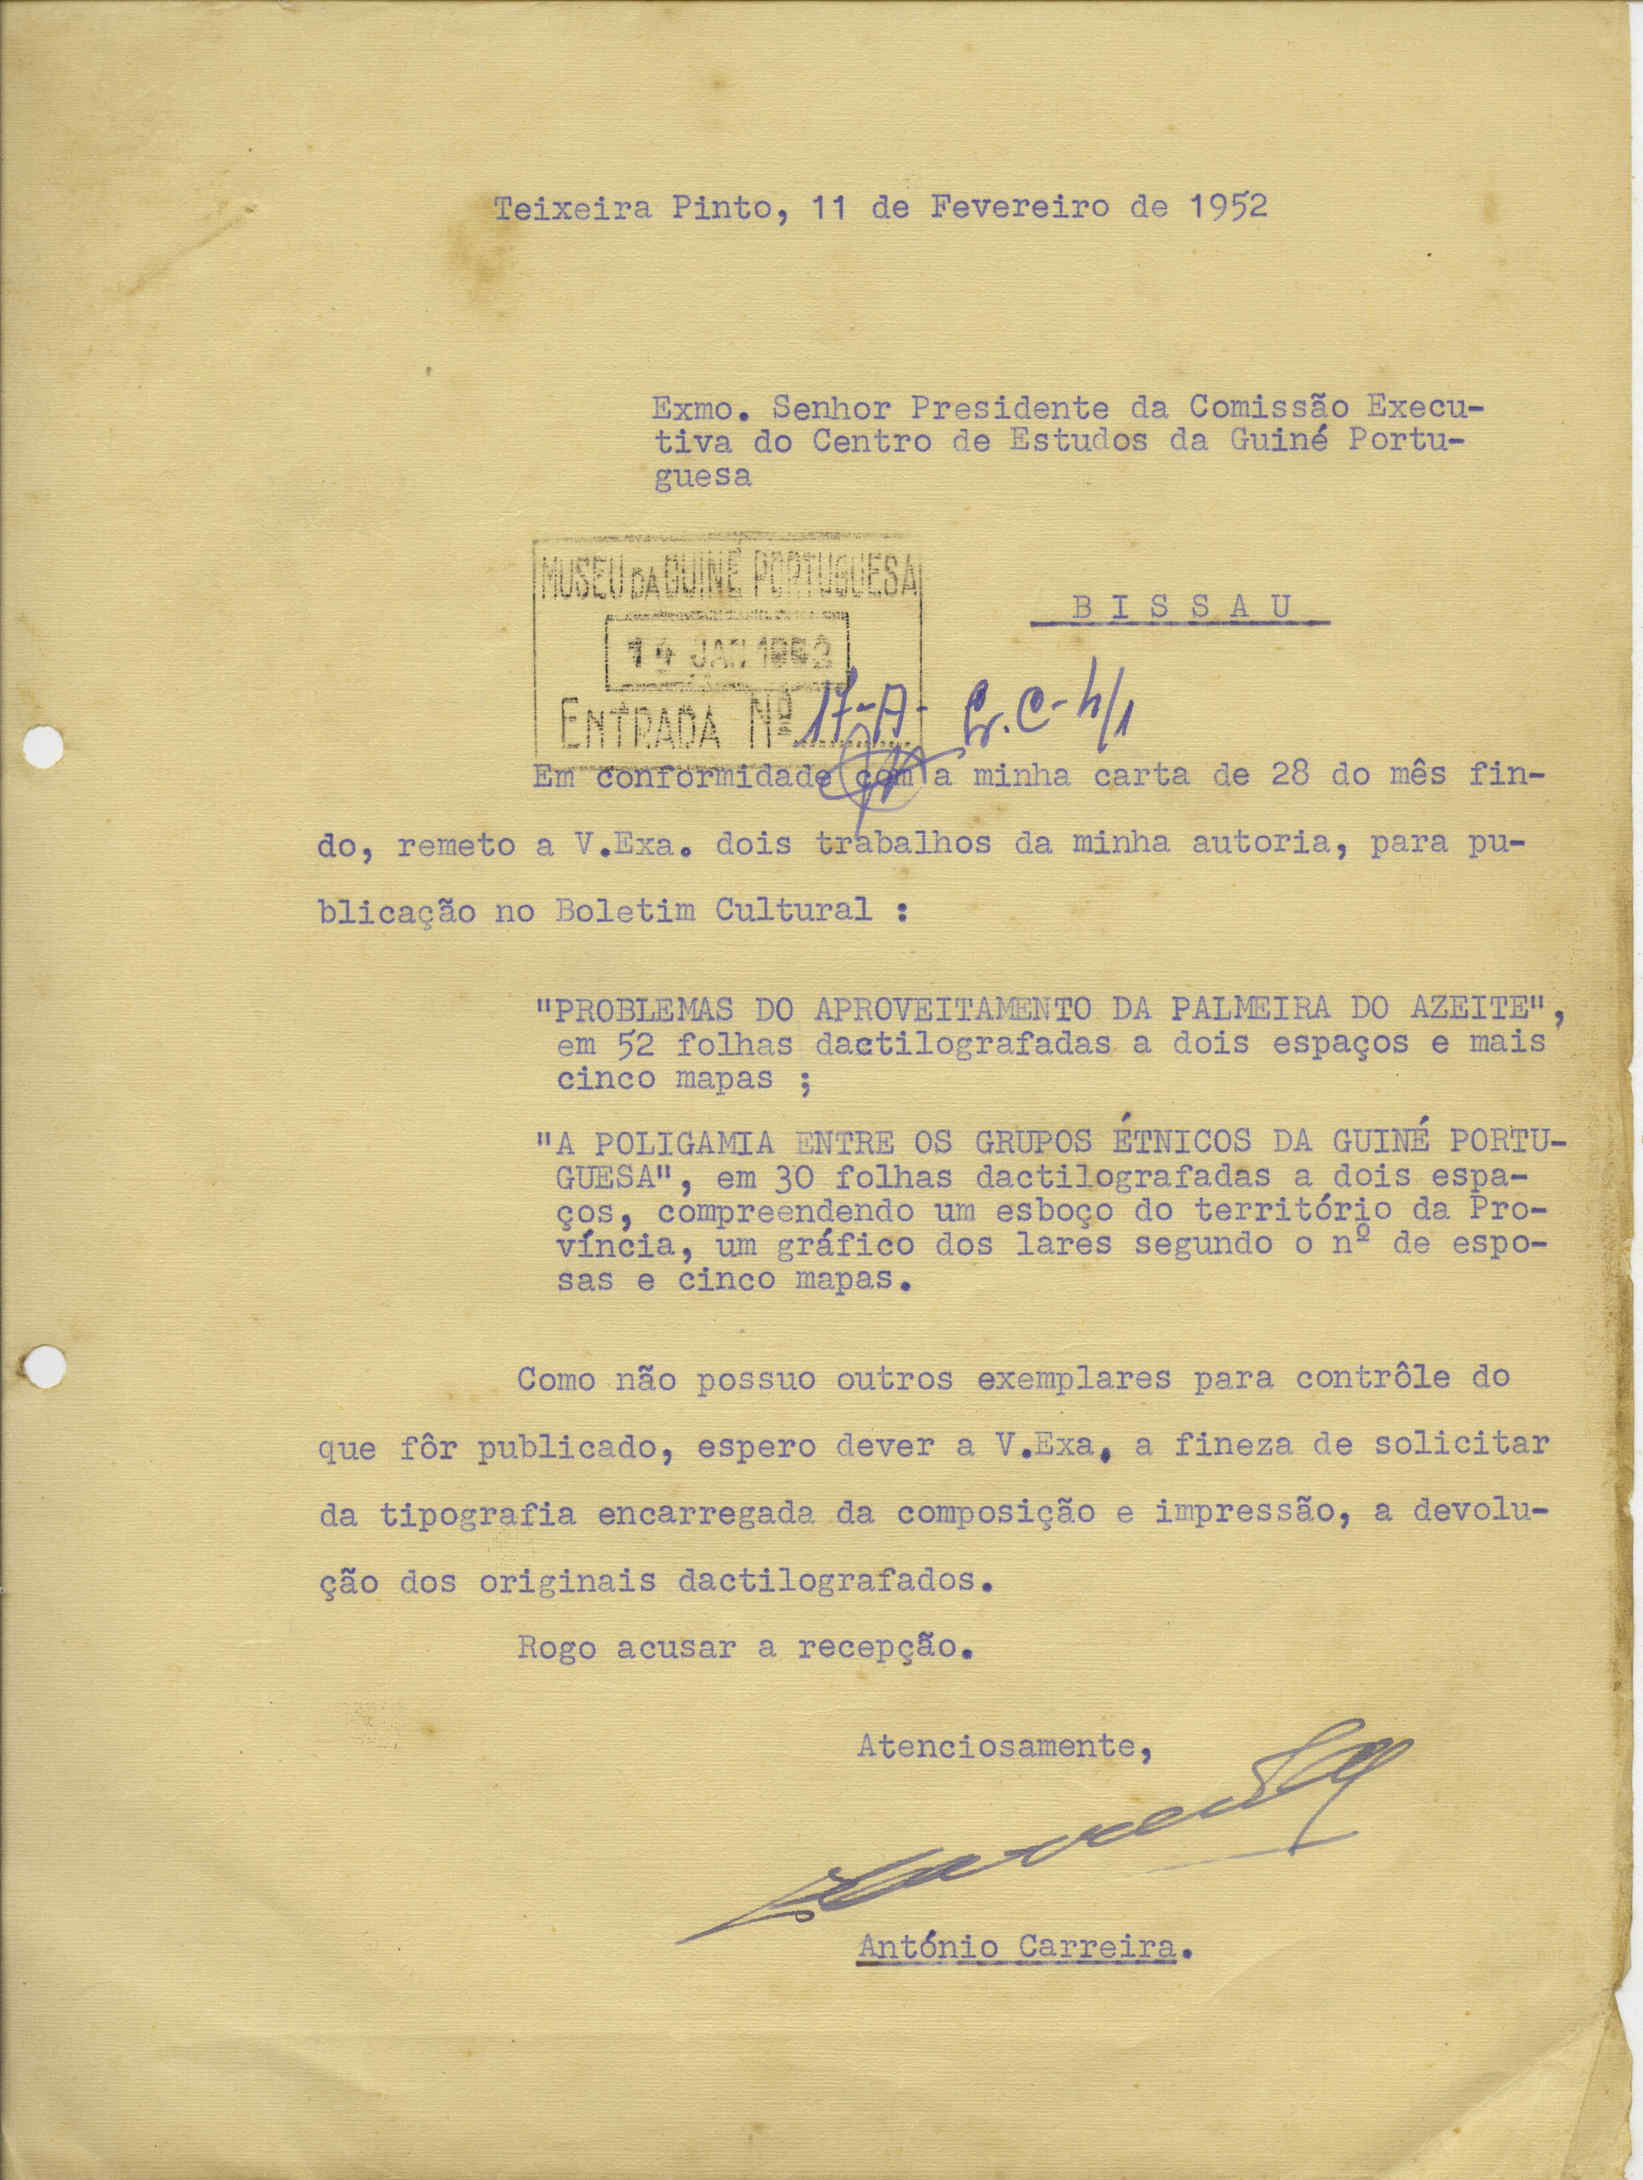 Teixeira Pinto, 11 de Fevereiro de 1952
Exmo. Senhor Presidente da Comissão Execu-
tiva do Centro de Estudos da Guiné Portu-
guesa
MUSEU DA GUINÉ PORTUGUESA
JAN 1952
ENTRADA Nº 17-A-
B I S S A U
Em conformidade com a minha carta de 28 do mês fin-
do, remeto a V.Exa. dois trabalhos da minha autoria, para pu-
blicação no Boletim Cultural :
"PROBLEMAS DO APROVEITAMENTO DA PALMEIRA DO AZEITE",
em 52 folhas dactilografadas a dois espaços e mais
cinco mapas ;
"A POLIGAMIA ENTRE OS GRUPOS ÉTNICOS DA GUINÉ PORTU-
GUESA", em 30 folhas dactilografadas a dois espa-
ços, compreendendo um esboço do território da Pro-
víncia, um gráfico dos lares segundo o nº de espo-
sas e cinco mapas.
Como não possuo outros exemplares para contrôle do
que fôr publicado, espero dever a V.Exa. a fineza de solicitar
da tipografia encarregada da composição e impressão, a devolu-
ção dos originais dactilografados.
Rogo acusar a recepção.
Atenciosamente,
António Carreira.